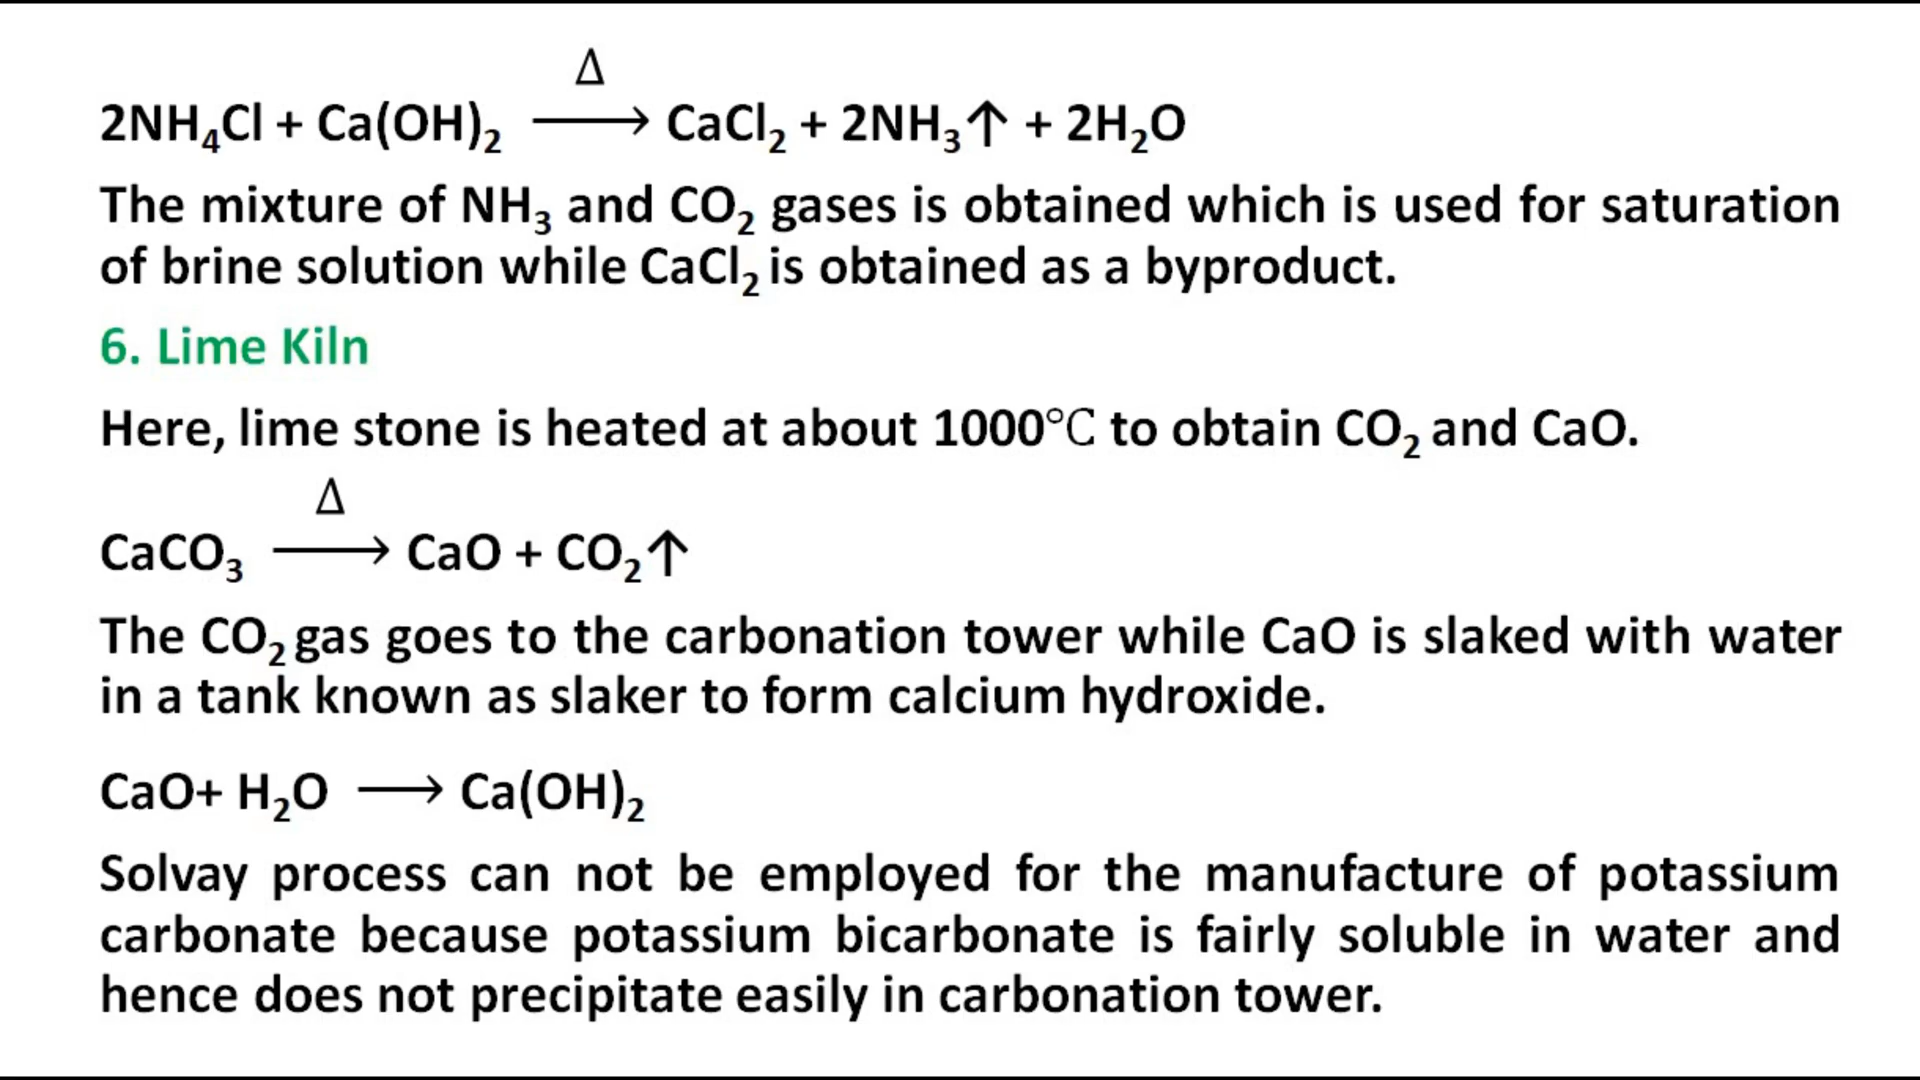 Δ
2NH₄Cl + Ca(OH)₂ ⟶ CaCl₂ + 2NH₃↑ + 2H₂O
The mixture of NH₃ and CO₂ gases is obtained which is used for saturation
of brine solution while CaCl₂ is obtained as a byproduct.
6. Lime Kiln
Here, lime stone is heated at about 1000°C to obtain CO₂ and CaO.
Δ
CaCO₃ ⟶ CaO + CO₂↑
The CO₂ gas goes to the carbonation tower while CaO is slaked with water
in a tank known as slaker to form calcium hydroxide.
CaO+ H₂O ⟶ Ca(OH)₂
Solvay process can not be employed for the manufacture of potassium
carbonate because potassium bicarbonate is fairly soluble in water and
hence does not precipitate easily in carbonation tower.